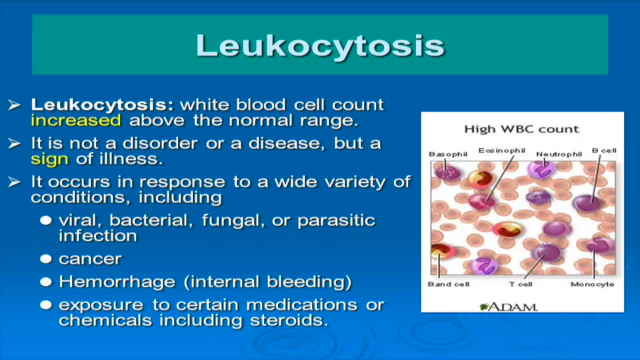 Leukocytosis
➢ Leukocytosis: white blood cell count
increased above the normal range.
➢ It is not a disorder or a disease, but a
sign of illness.
➢ It occurs in response to a wide variety of
conditions, including
● viral, bacterial, fungal, or parasitic
infection
● cancer
● Hemorrhage (internal bleeding)
● exposure to certain medications or
chemicals including steroids.
High WBC count
Basophil Eosinophil Neutrophil B cell
Band cell T cell Monocyte
ADAM.